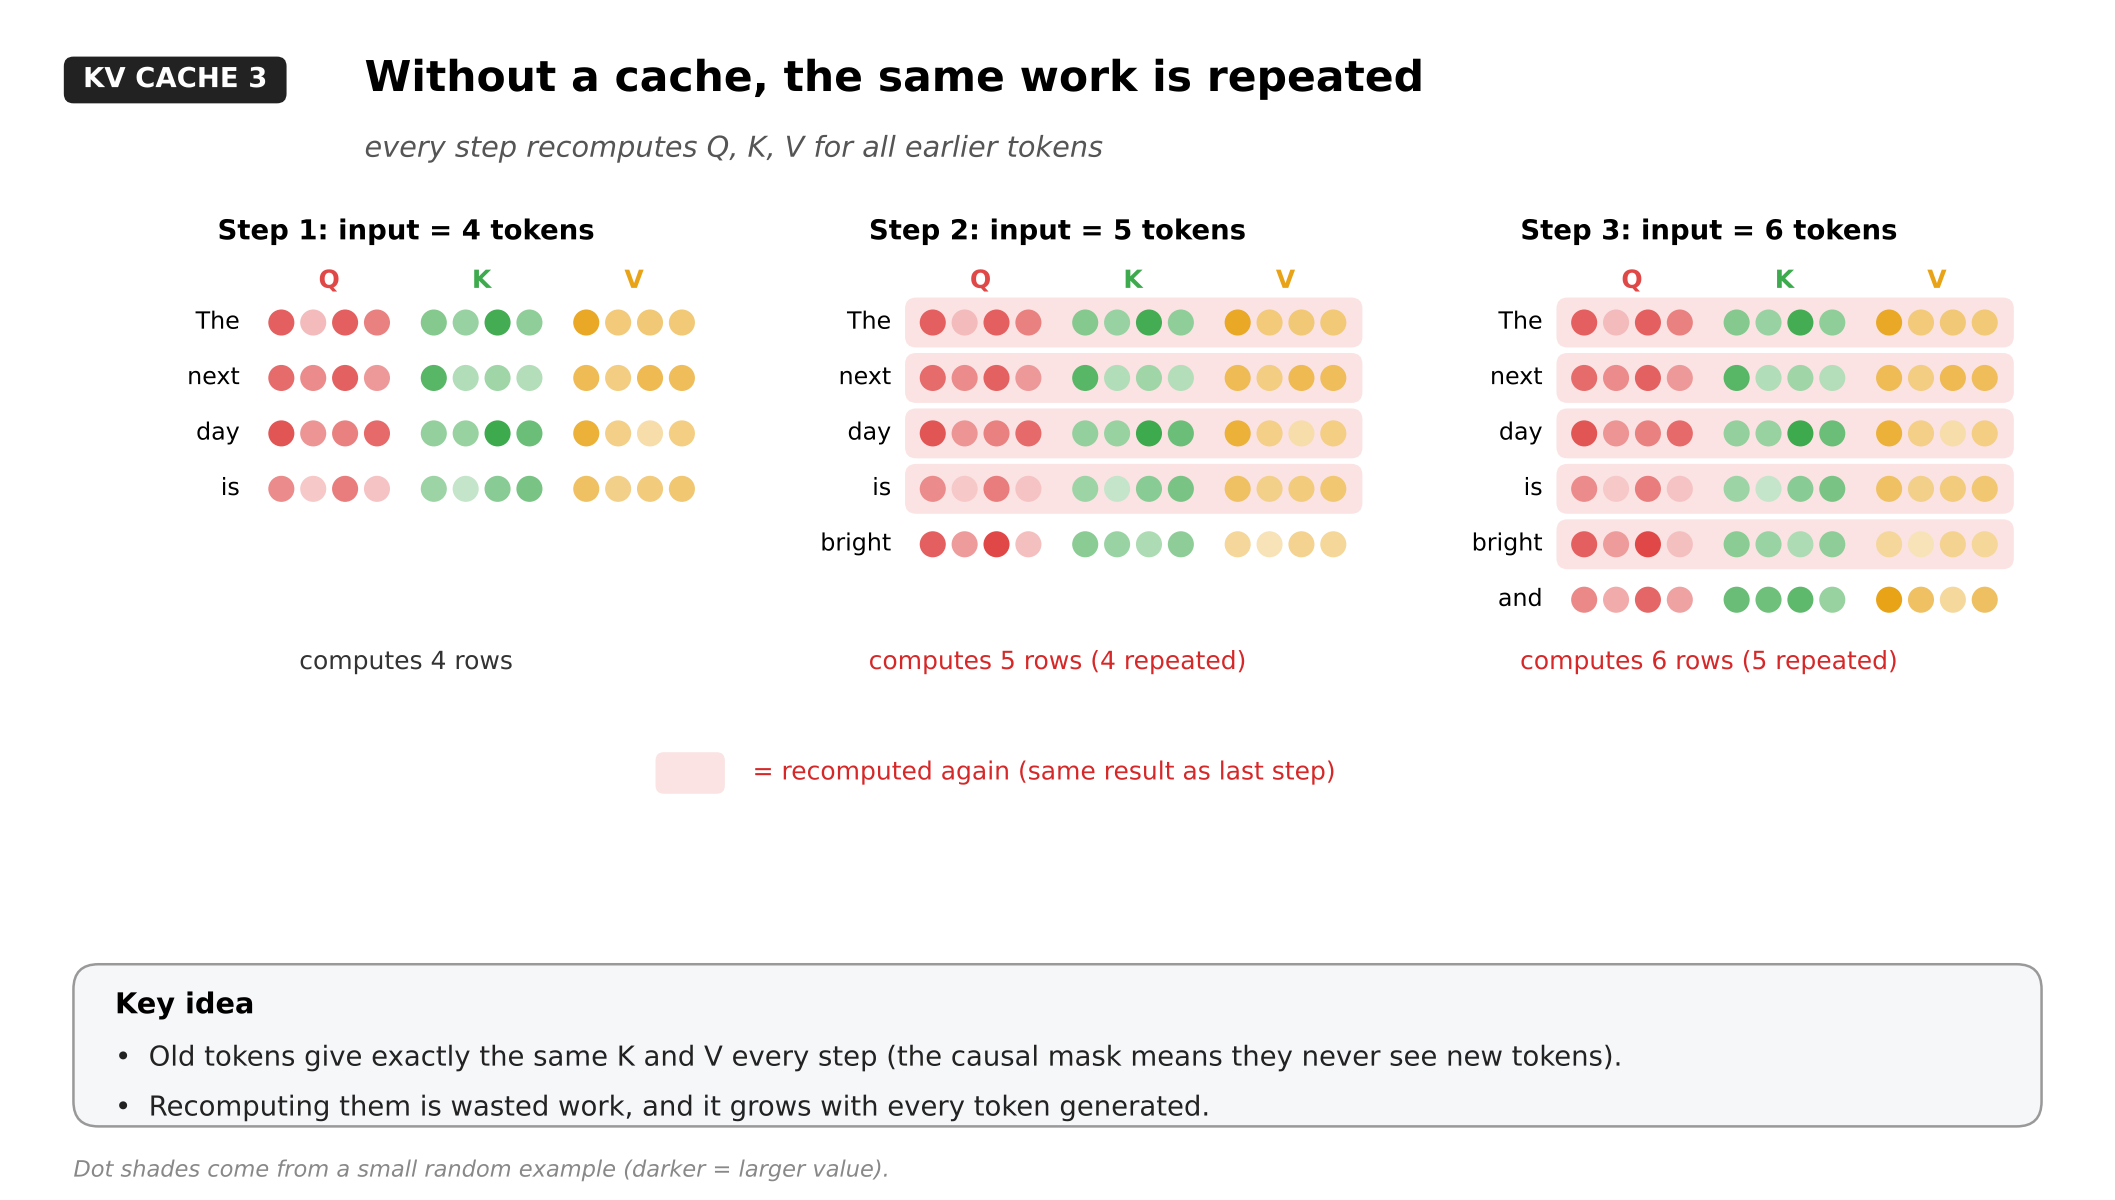 KV CACHE 3
Without a cache, the same work is repeated
every step recomputes Q, K, V for all earlier tokens
Step 1: input = 4 tokens
Q K V
The
next
day
is
computes 4 rows
Step 2: input = 5 tokens
Q K V
The
next
day
is
bright
computes 5 rows (4 repeated)
Step 3: input = 6 tokens
Q K V
The
next
day
is
bright
and
computes 6 rows (5 repeated)
= recomputed again (same result as last step)
Key idea
• Old tokens give exactly the same K and V every step (the causal mask means they never see new tokens).
• Recomputing them is wasted work, and it grows with every token generated.
Dot shades come from a small random example (darker = larger value).